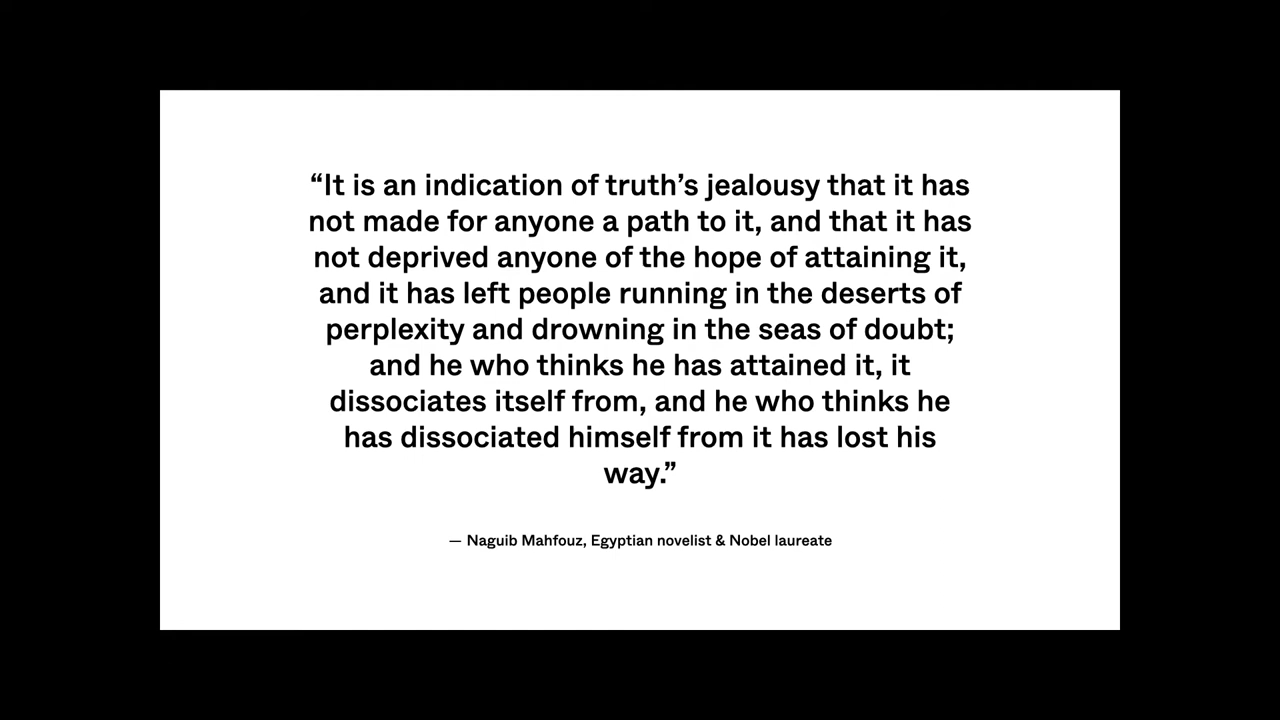 “It is an indication of truth’s jealousy that it has
not made for anyone a path to it, and that it has
not deprived anyone of the hope of attaining it,
and it has left people running in the deserts of
perplexity and drowning in the seas of doubt;
and he who thinks he has attained it, it
dissociates itself from, and he who thinks he
has dissociated himself from it has lost his
way.”
— Naguib Mahfouz, Egyptian novelist & Nobel laureate